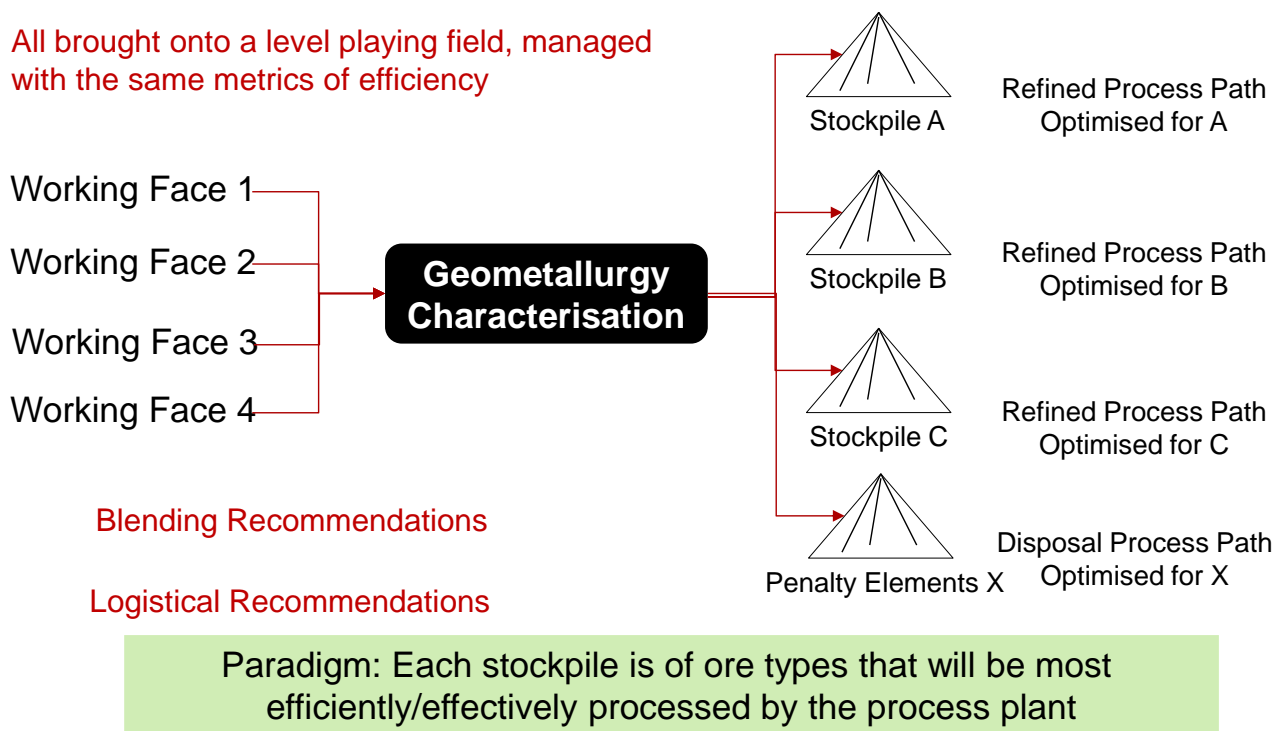 All brought onto a level playing field, managed
with the same metrics of efficiency
Working Face 1
Working Face 2
Working Face 3
Working Face 4
Geometallurgy
Characterisation
Stockpile A
Refined Process Path
Optimised for A
Stockpile B
Refined Process Path
Optimised for B
Stockpile C
Refined Process Path
Optimised for C
Penalty Elements X
Disposal Process Path
Optimised for X
Blending Recommendations
Logistical Recommendations
Paradigm: Each stockpile is of ore types that will be most
efficiently/effectively processed by the process plant